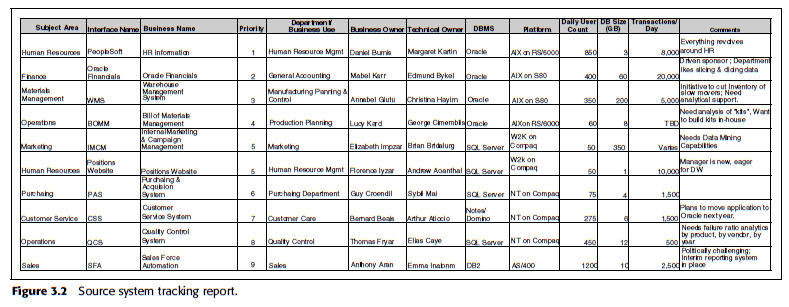 Subject Area Interface Name Business Name Priority Department/ Business Use Business Owner Technical Owner DBMS Platform Daily User Count DB Size (GB) Transactions/ Day Comments
Human Resources PeopleSoft HR Information 1 Human Resource Mgmt Daniel Burnis Margaret Kartin Oracle AIX on RS/6000 850 3 8,000 Everything revolves around HR
Finance Oracle Financials Oracle Financials 2 General Accounting Mabel Karr Edmund Bykel Oracle AIX on S80 400 60 20,000 Driven sponsor; Department likes slicing & dicing data
Materials Management WMS Warehouse Management System 3 Manufacturing Panning & Control Annabel Giutu Christina Hayim Oracle AIX on S80 350 200 5,000 Initiative to cut Inventory of slow movers; Need analytical support.
Operations BOMM Bill of Materials Management 4 Production Planning Lucy Kard George Cimemblis Oracle AIX on RS/6000 60 8 TBD Need analysis of "kits", Want to build kits in-house
Marketing IMCM Internal Marketing & Campaign Management 5 Marketing Elizabeth Impzar Brian Bridalurg SQL Server W2K on Compaq 50 350 Varies Needs Data Mining Capabilities
Human Resources Positions Website Positions Website 5 Human Resource Mgmt Florence Iyzar Andrew Aoanthal SQL Server W2k on Compaq 50 1 10,000 Manager is new, eager for DW
Purchasing PAS Purchasing & Acquision System 6 Purchasing Department Guy Croendil Sybil Mai SQL Server NT on Compaq 75 4 1,500
Customer Service CSS Customer Service System 7 Customer Care Bernard Beais Arthur Aticcio Notes/ Domino NT on Compaq 275 6 1,500 Plans to move application to Oracle next year.
Operations QCS Quality Control System 8 Quality Control Thomas Fryar Elias Caye SQL Server NT on Compaq 450 12 500 Needs failure ratio analytics by product, by vendor, by year
Sales SFA Sales Force Automation 9 Sales Anthony Aran Emma Inabnm DB2 AS/400 1200 10 2,500 Politically challenging; Interim reporting system in place
Figure 3.2 Source system tracking report.